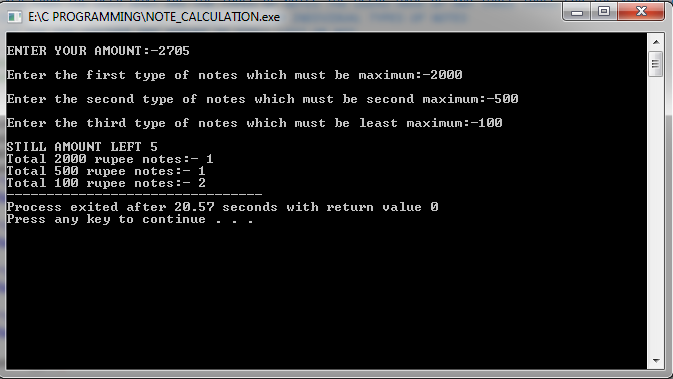 E:\C PROGRAMMING\NOTE_CALCULATION.exe
ENTER YOUR AMOUNT:-2705
Enter the first type of notes which must be maximum:-2000
Enter the second type of notes which must be second maximum:-500
Enter the third type of notes which must be least maximum:-100
STILL AMOUNT LEFT 5
Total 2000 rupee notes:- 1
Total 500 rupee notes:- 1
Total 100 rupee notes:- 2
--------------------------------
Process exited after 20.57 seconds with return value 0
Press any key to continue . . .